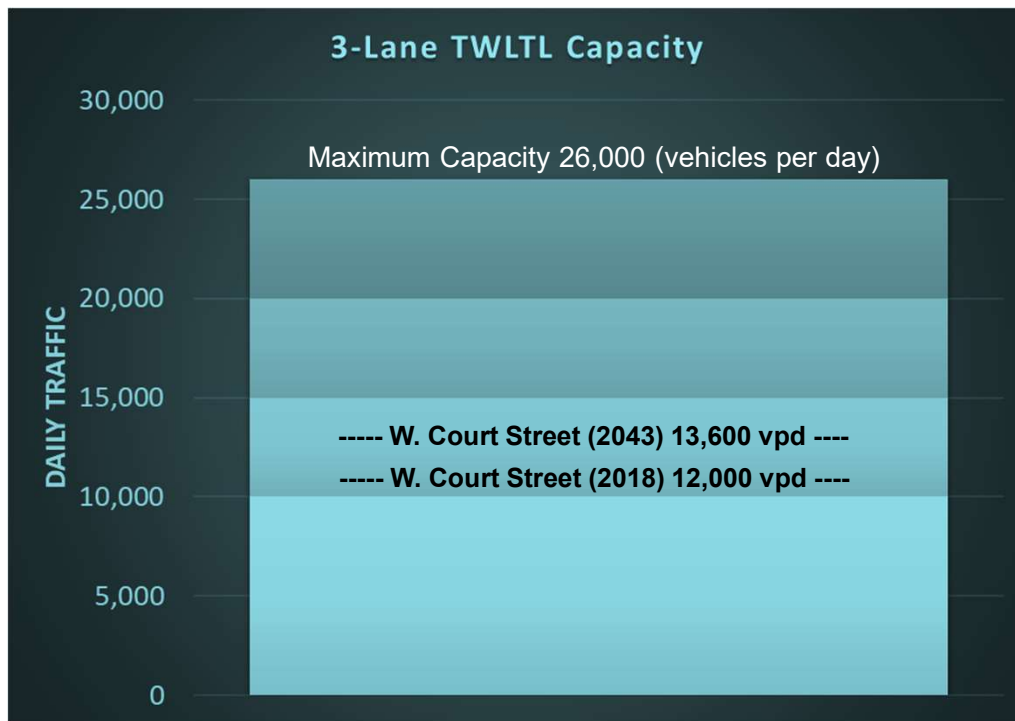 3-Lane TWLTL Capacity
30,000
Maximum Capacity 26,000 (vehicles per day)
25,000
20,000
DAILY TRAFFIC
15,000
----- W. Court Street (2043) 13,600 vpd ----
----- W. Court Street (2018) 12,000 vpd ----
10,000
5,000
0